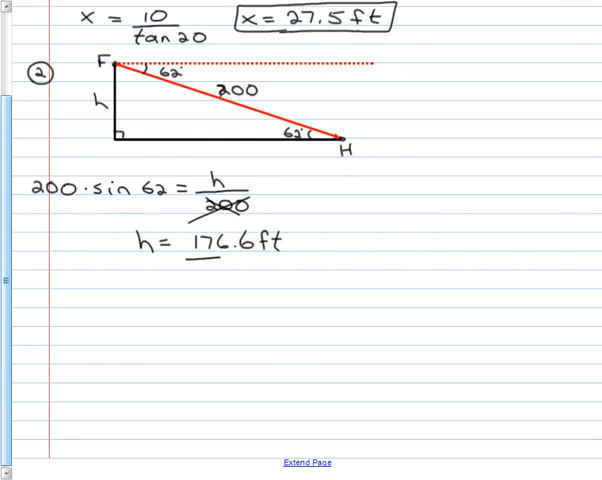 x = 10 / tan 20
x = 27.5 ft
2
F
62°
200
h
62°
H
200 · sin 62 = h / 200
h = 176.6 ft
Extend Page